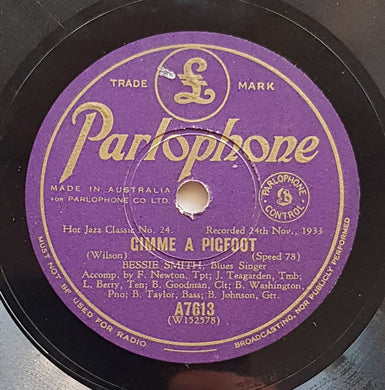 TRADE MARK
£
Parlophone
MADE IN AUSTRALIA
FOR PARLOPHONE CO LTD.
PARLOPHONE
CONTROL
Hot Jazz Classic No. 24. Recorded 24th Nov., 1933
GIMME A PIGFOOT
(Wilson) (Speed 78)
BESSIE SMITH, Blues Singer
Accomp. by F. Newton, Tpt; J. Teagarden, Tmb;
L. Berry, Ten; B. Goodman, Clt; B. Washington,
Pno; B. Taylor, Bass; B. Johnson, Gtr.
A7613
(W152578)
MUST NOT BE USED FOR RADIO
BROADCASTING, NOR PUBLICLY PERFORMED